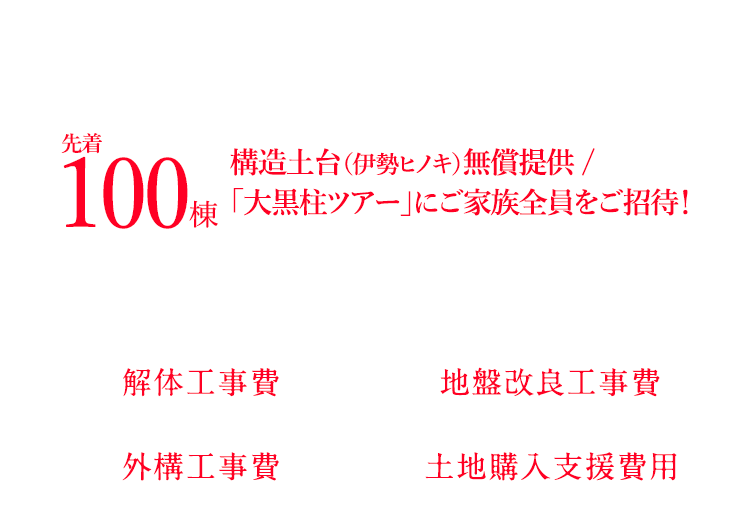 先着
100棟
構造土台（伊勢ヒノキ）無償提供 /
「大黒柱ツアー」にご家族全員をご招待！
解体工事費
地盤改良工事費
外構工事費
土地購入支援費用